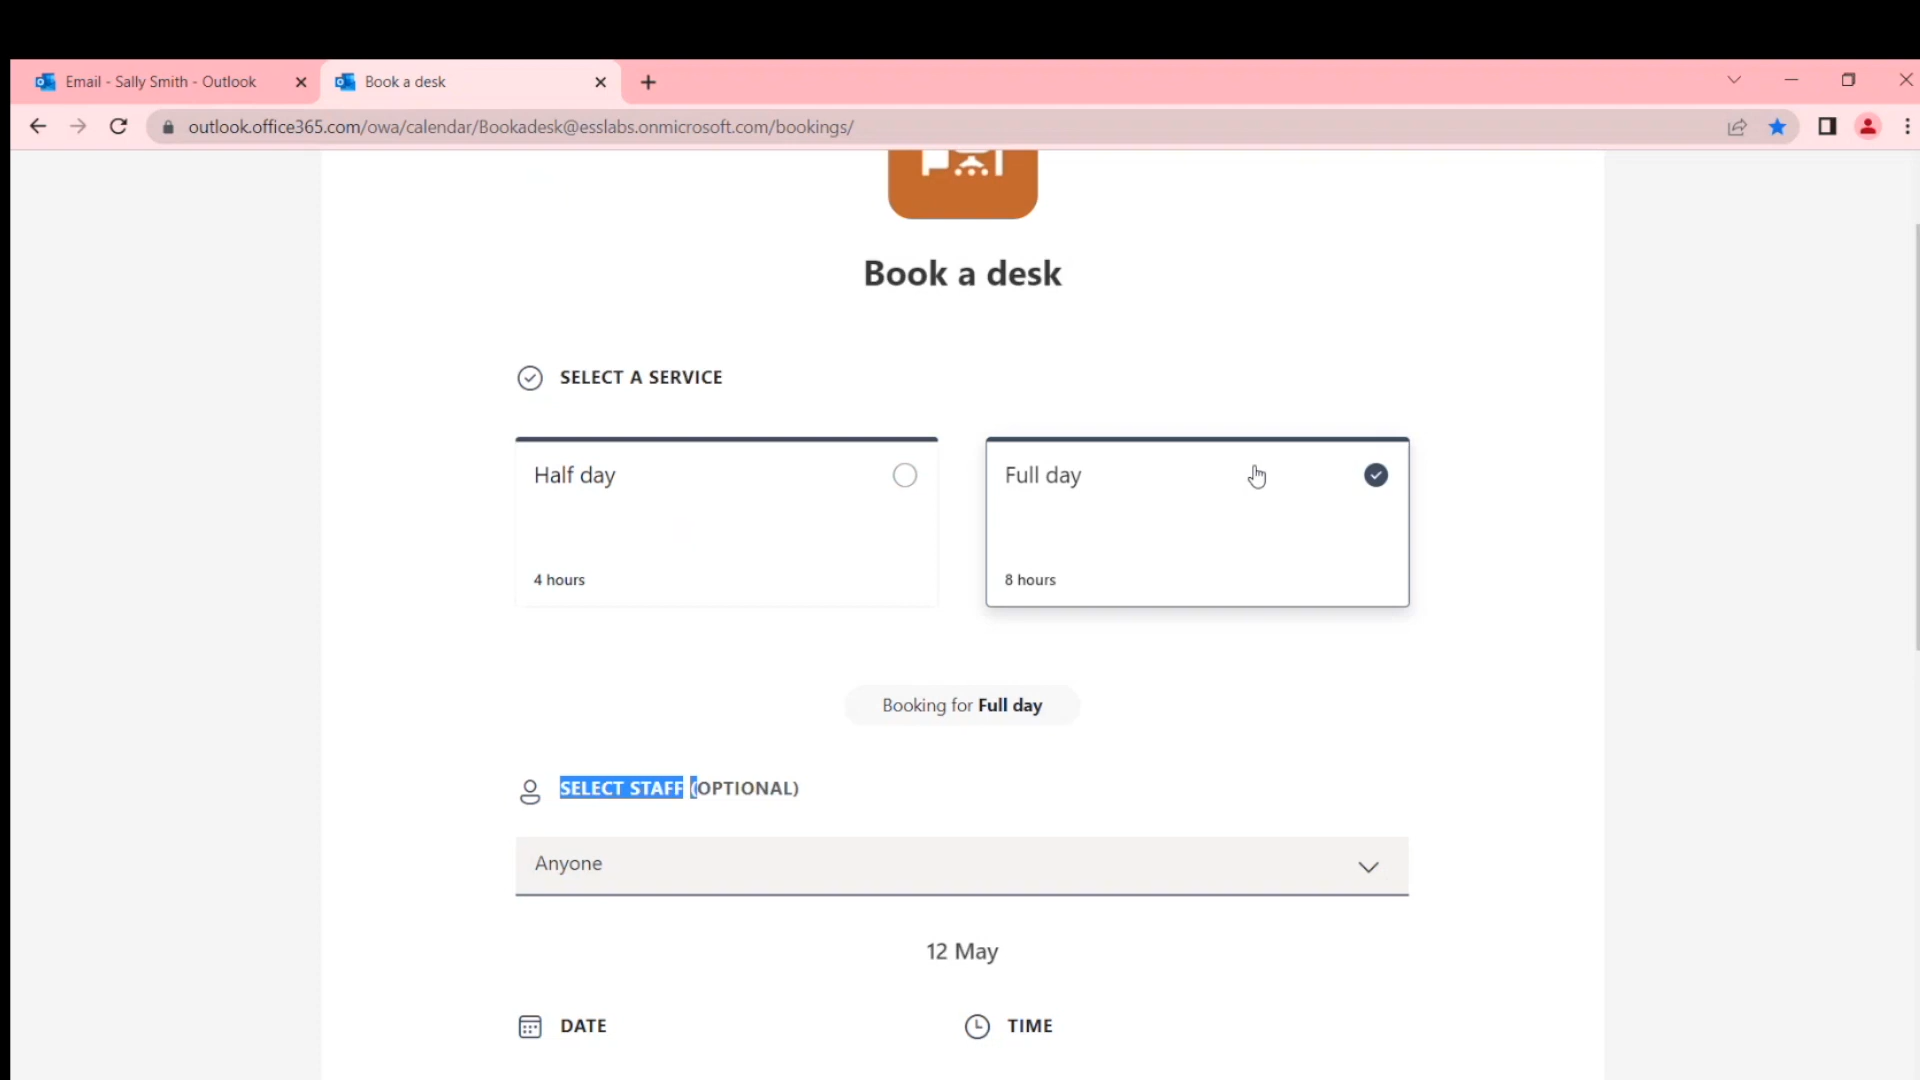 Email - Sally Smith - Outlook
Book a desk
outlook.office365.com/owa/calendar/Bookadesk@esslabs.onmicrosoft.com/bookings/
Book a desk
SELECT A SERVICE
Half day
Full day
4 hours
8 hours
Booking for Full day
SELECT STAFF (OPTIONAL)
Anyone
12 May
DATE
TIME